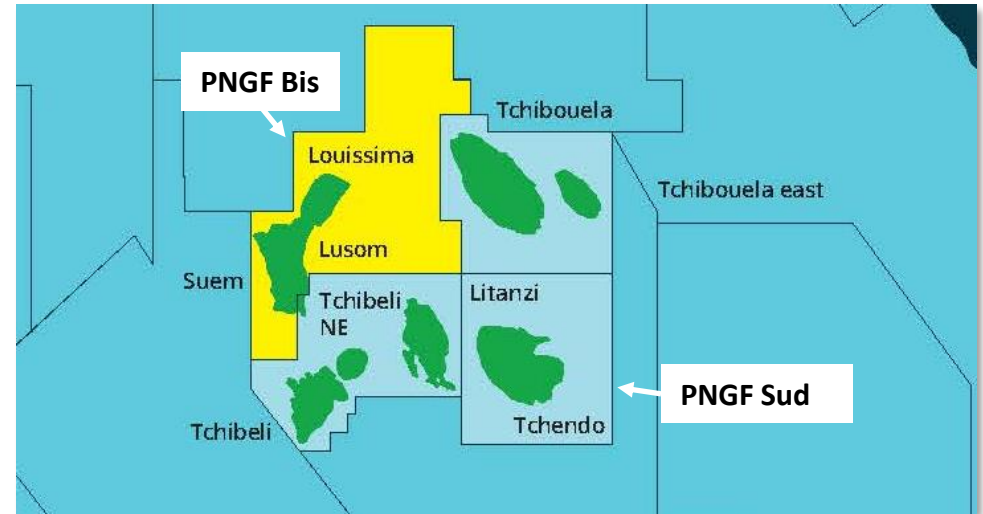 PNGF Bis
Tchibouela
Louissima
Tchibouela east
Lusom
Suem
Tchibeli
NE
Litanzi
PNGF Sud
Tchibeli
Tchendo